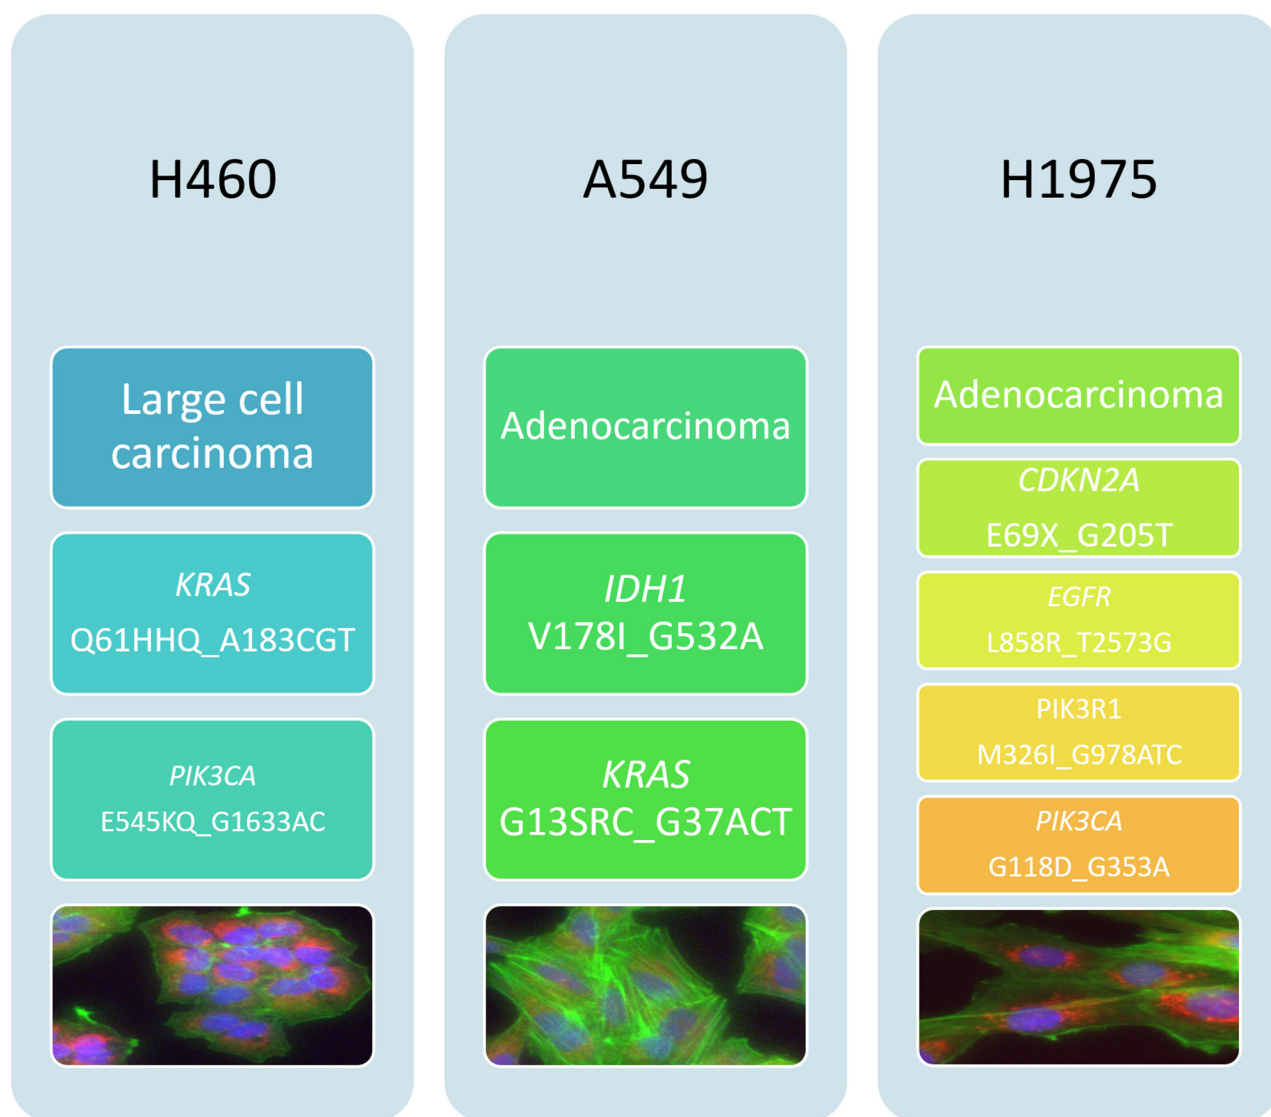 H460
Large cell
carcinoma
KRAS
Q61HHQ_A183CGT
PIK3CA
E545KQ_G1633AC
A549
Adenocarcinoma
IDH1
V178I_G532A
KRAS
G13SRC_G37ACT
H1975
Adenocarcinoma
CDKN2A
E69X_G205T
EGFR
L858R_T2573G
PIK3R1
M326I_G978ATC
PIK3CA
G118D_G353A